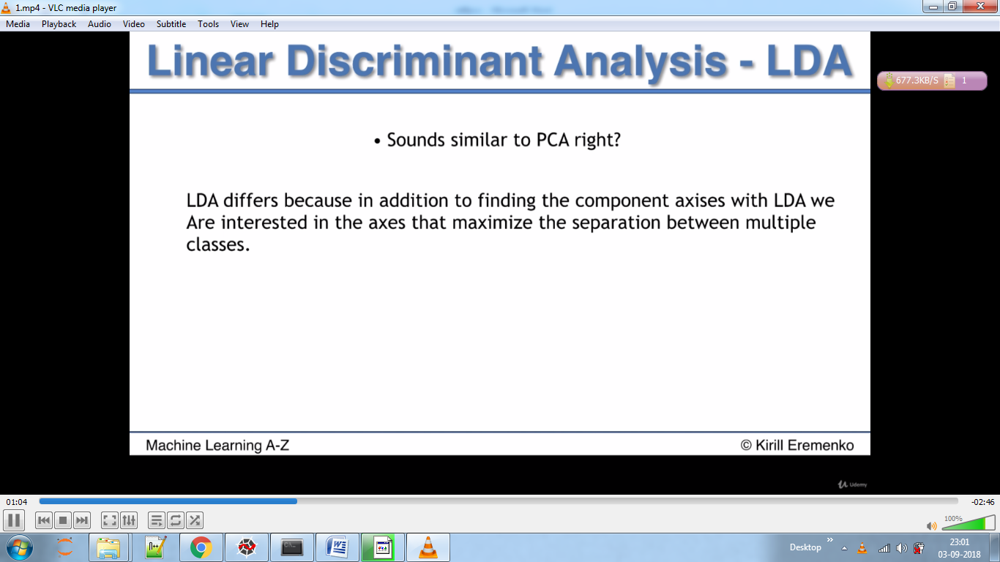 1.mp4 - VLC media player
Media Playback Audio Video Subtitle Tools View Help
Linear Discriminant Analysis - LDA
677.3KB/S 1
• Sounds similar to PCA right?
LDA differs because in addition to finding the component axises with LDA we
Are interested in the axes that maximize the separation between multiple
classes.
Machine Learning A-Z
© Kirill Eremenko
Udemy
01:04
-02:46
100%
Desktop
23:01
03-09-2018